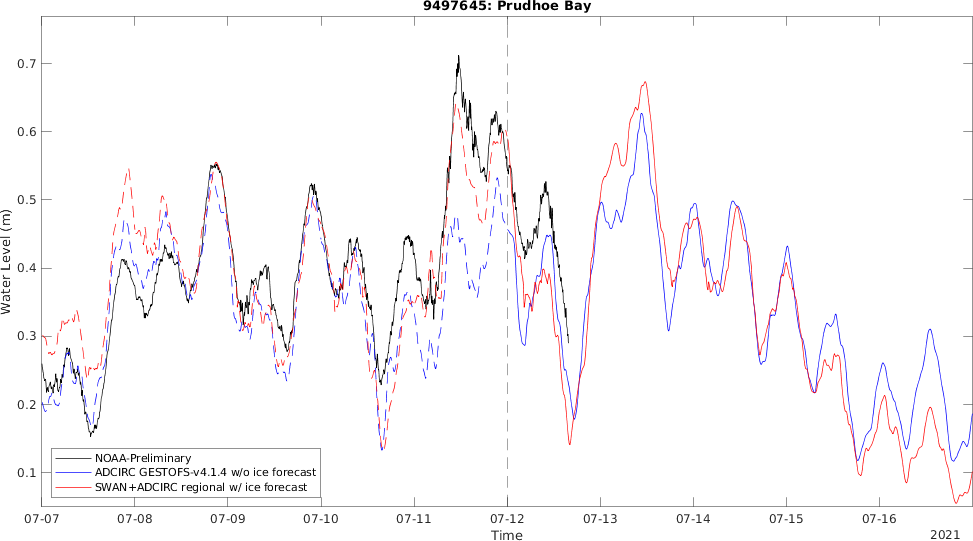 9497645: Prudhoe Bay
Water Level (m)
0.7
0.6
0.5
0.4
0.3
0.2
0.1
NOAA-Preliminary
ADCIRC GESTOFS-v4.1.4 w/o ice forecast
SWAN+ADCIRC regional w/ ice forecast
07-07 07-08 07-09 07-10 07-11 07-12 07-13 07-14 07-15 07-16
Time
2021